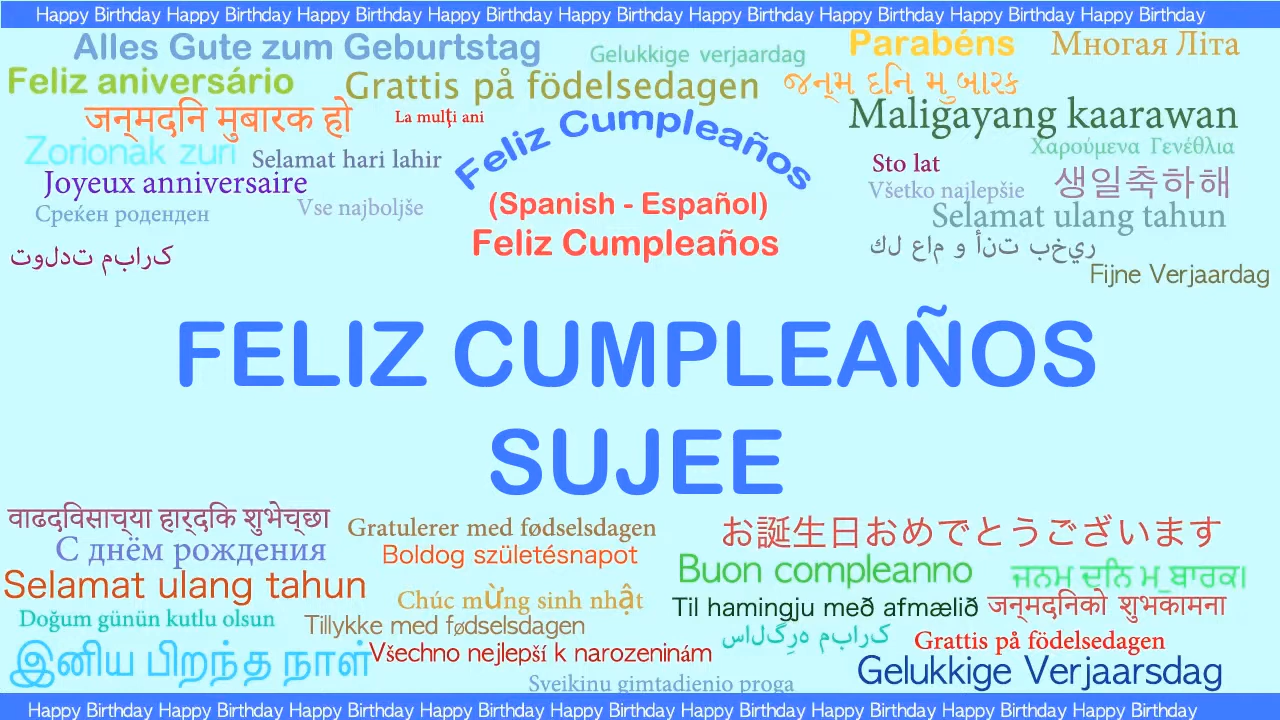 Happy Birthday Happy Birthday Happy Birthday Happy Birthday Happy Birthday Happy Birthday Happy Birthday Happy Birthday Happy Birthday
Alles Gute zum Geburtstag
Gelukkige verjaardag
Parabéns
Многая Літа
Feliz aniversário
Grattis på födelsedagen
જન્મ દિન મુબારક
जन्मदिन मुबारक हो
La mulţi ani
Feliz Cumpleaños
Maligayang kaarawan
Zorionak zuri
Selamat hari lahir
Χαρούμενα Γενέθλια
Sto lat
Joyeux anniversaire
(Spanish - Español)
Všetko najlepšie
생일축하해
Среќен роденден
Vse najboljše
Selamat ulang tahun
Feliz Cumpleaños
تولدت مبارک
كل عام و أنت بخير
Fijne Verjaardag
FELIZ CUMPLEAÑOS
SUJEE
वाढदिवसाच्या हार्दिक शुभेच्छा
Gratulerer med fødselsdagen
お誕生日おめでとうございます
С днём рождения
Boldog születésnapot
Buon compleanno
ਜਨਮ ਦਿਨ ਮੁਬਾਰਕ।
Selamat ulang tahun
Chúc mừng sinh nhật
Til hamingju með afmælið
जन्मदिनको शुभकामना
Doğum günün kutlu olsun
Tillykke med fødselsdagen
سالگرہ مبارک
Grattis på födelsedagen
இனிய பிறந்த நாள்
Všechno nejlepší k narozeninám
Gelukkige Verjaarsdag
Sveikinu gimtadienio proga
Happy Birthday Happy Birthday Happy Birthday Happy Birthday Happy Birthday Happy Birthday Happy Birthday Happy Birthday Happy Birthday